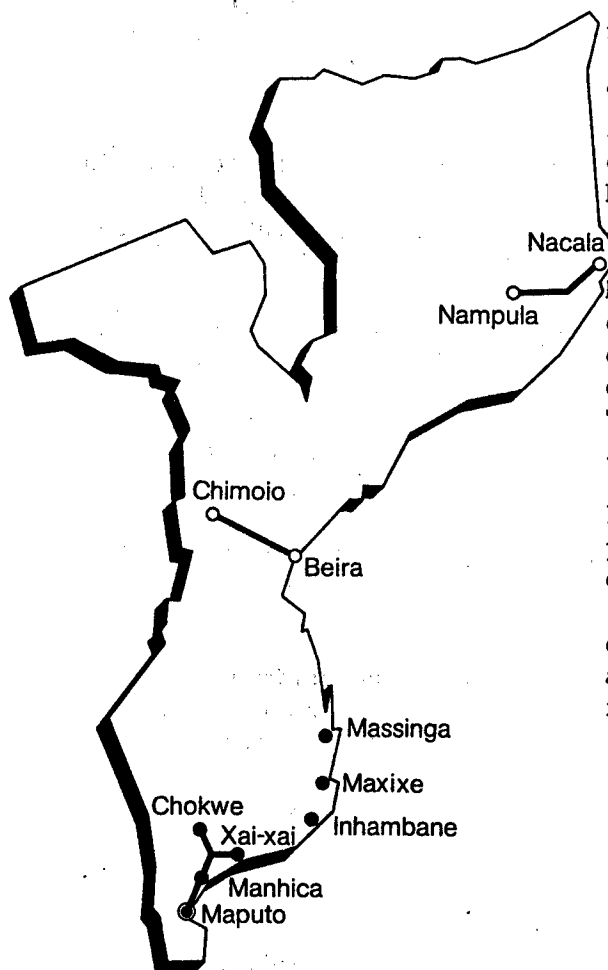 Nacala
Nampula
Chimoio
Beira
Massinga
Maxixe
Chokwe
Xai-xai
Inhambane
Manhica
Maputo